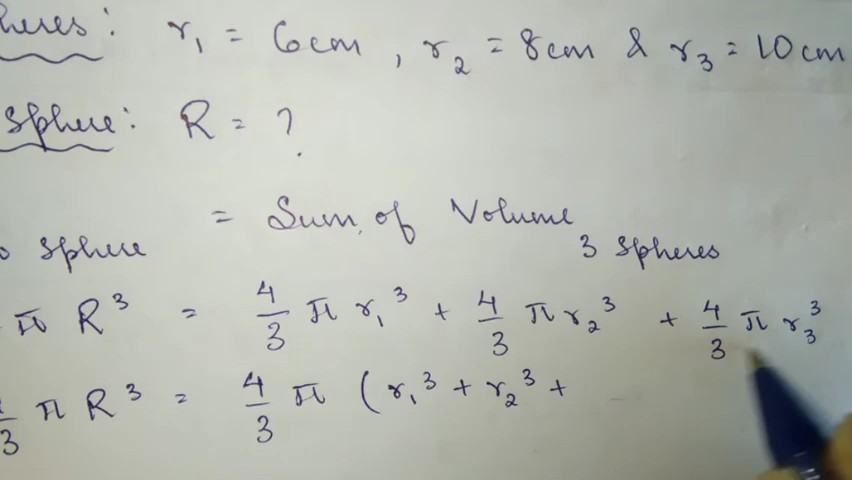 r₁ = 6cm, r₂ = 8cm & r₃ = 10cm
Sphere: R = ?
= Sum of Volume
Sphere 3 Spheres
π R³ = 4/3 π r₁³ + 4/3 π r₂³ + 4/3 π r₃³
π R³ = 4/3 π (r₁³ + r₂³ +